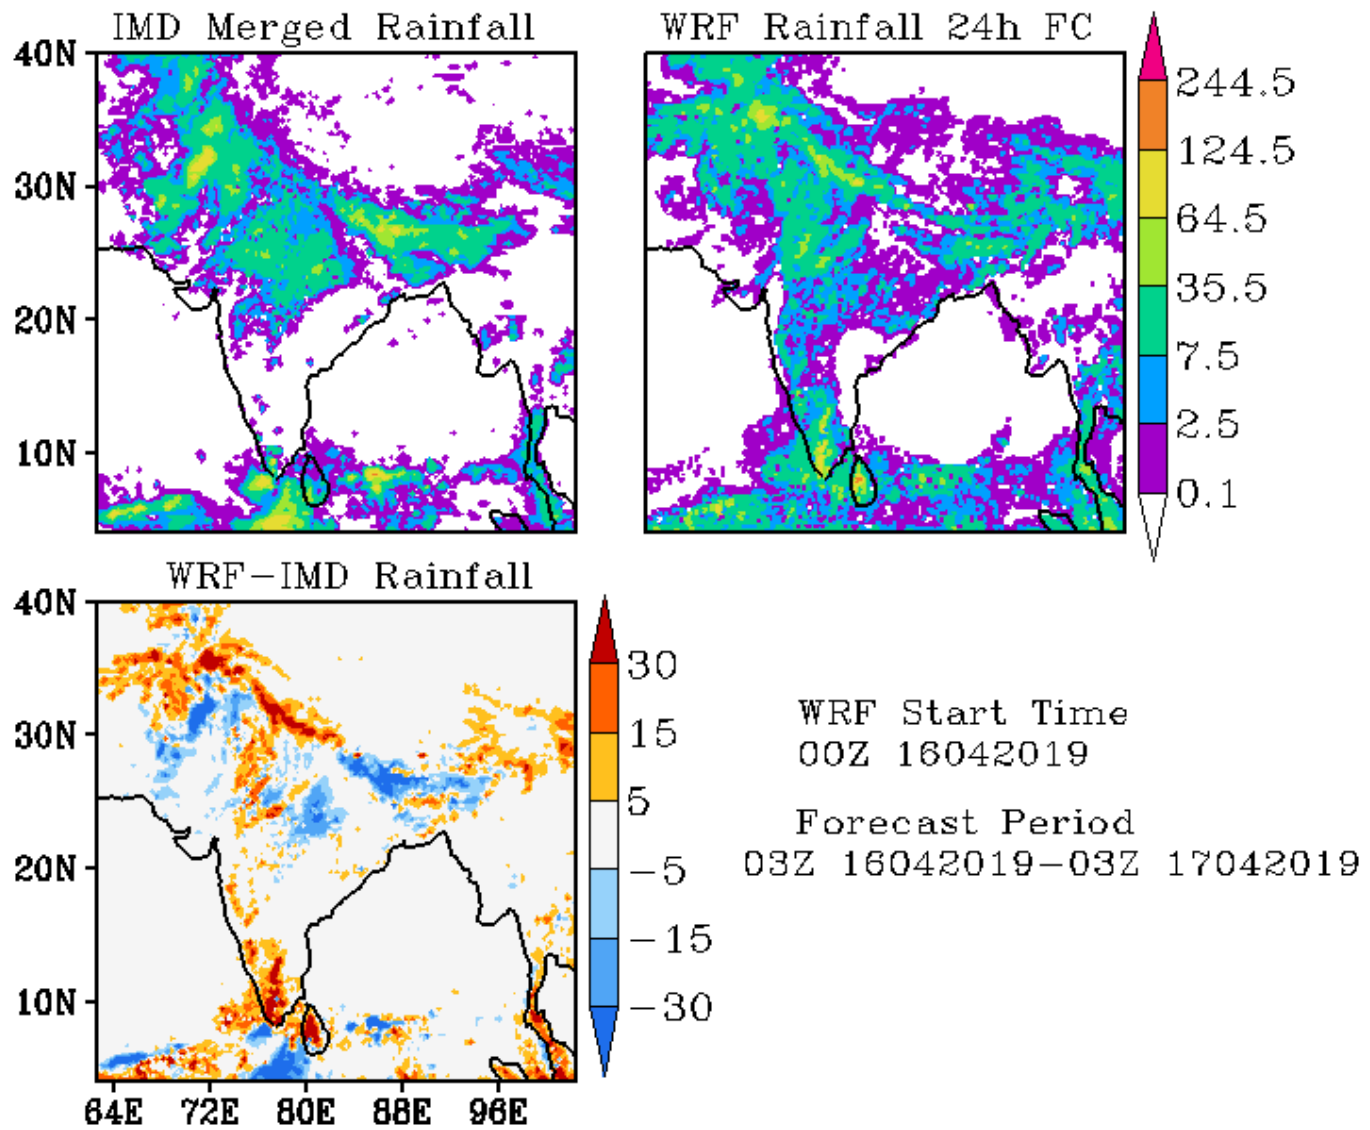 IMD Merged Rainfall
WRF Rainfall 24h FC
40N
30N
20N
10N
244.5
124.5
64.5
35.5
7.5
2.5
0.1
WRF-IMD Rainfall
40N
30N
20N
10N
64E 72E 80E 88E 96E
30
15
5
-5
-15
-30
WRF Start Time
00Z 16042019
Forecast Period
03Z 16042019-03Z 17042019